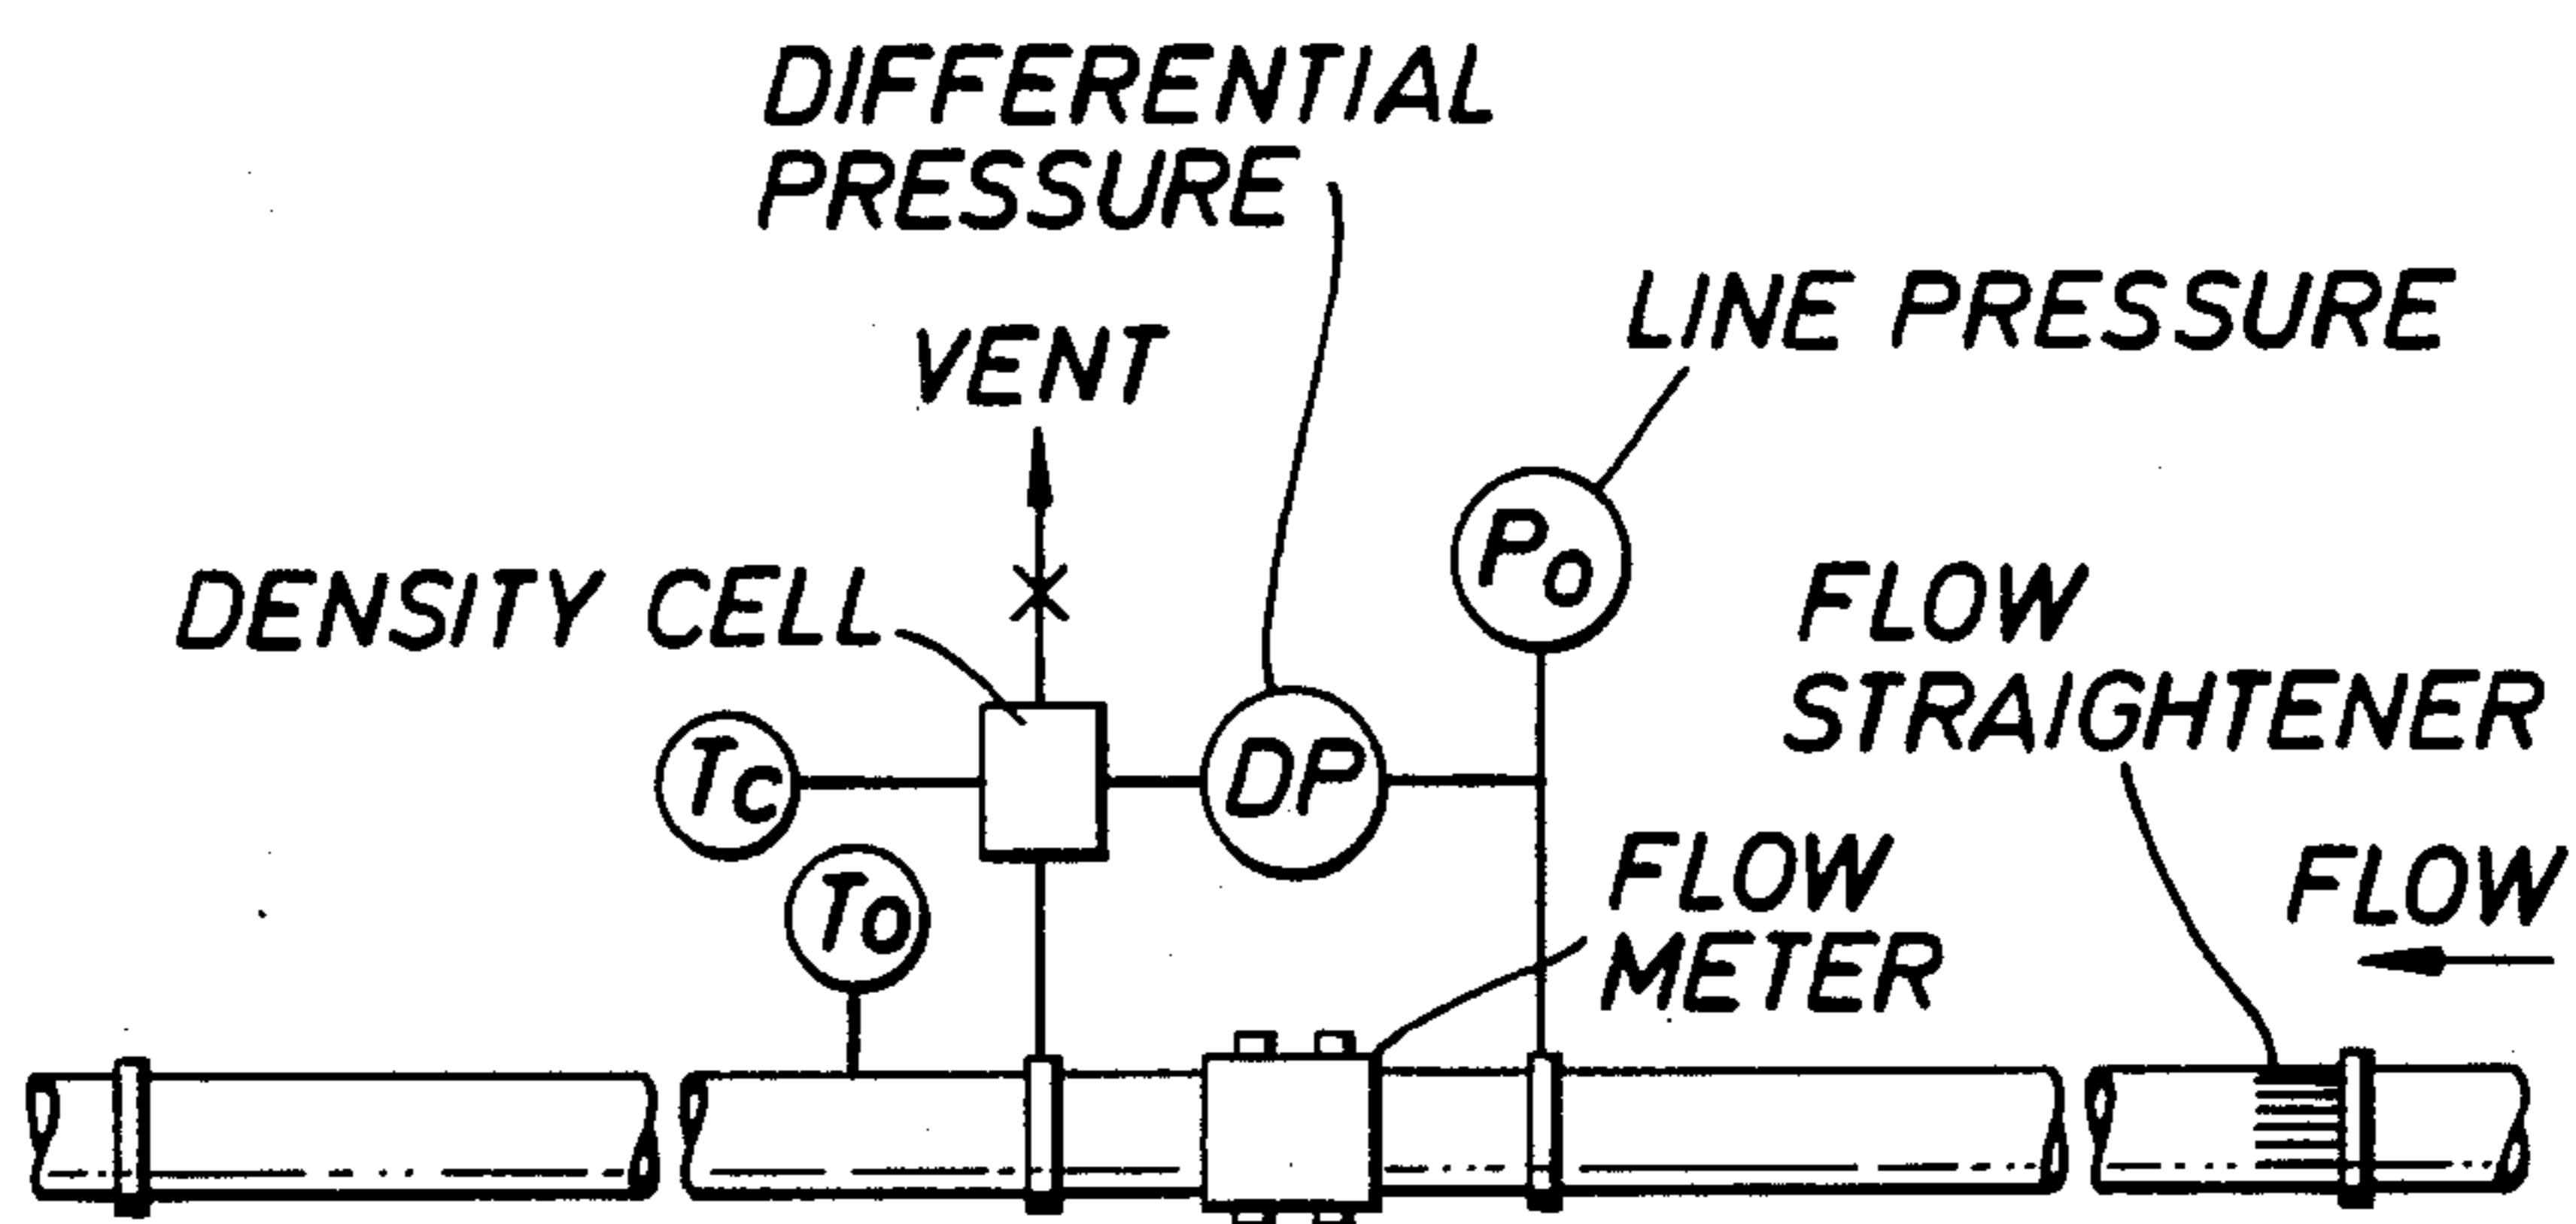 DIFFERENTIAL
PRESSURE
LINE PRESSURE
VENT
Po
DENSITY CELL
FLOW
STRAIGHTENER
Tc
DP
To
FLOW
METER
FLOW